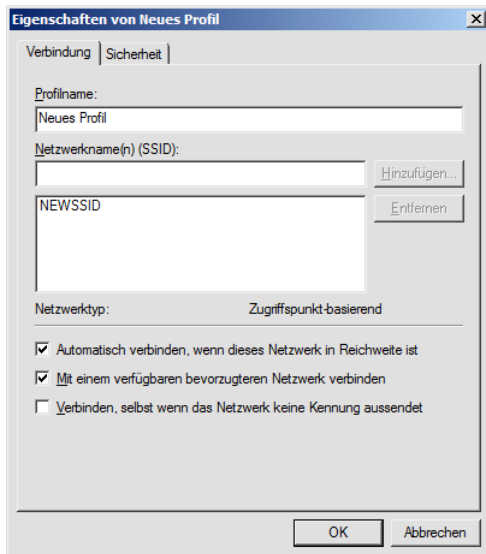 Eigenschaften von Neues Profil
Verbindung Sicherheit
Profilname:
Neues Profil
Netzwerkname(n) (SSID):
Hinzufügen...
NEWSSID
Entfernen
Netzwerktyp: Zugriffspunkt-basierend
Automatisch verbinden, wenn dieses Netzwerk in Reichweite ist
Mit einem verfügbaren bevorzugteren Netzwerk verbinden
Verbinden, selbst wenn das Netzwerk keine Kennung aussendet
OK Abbrechen